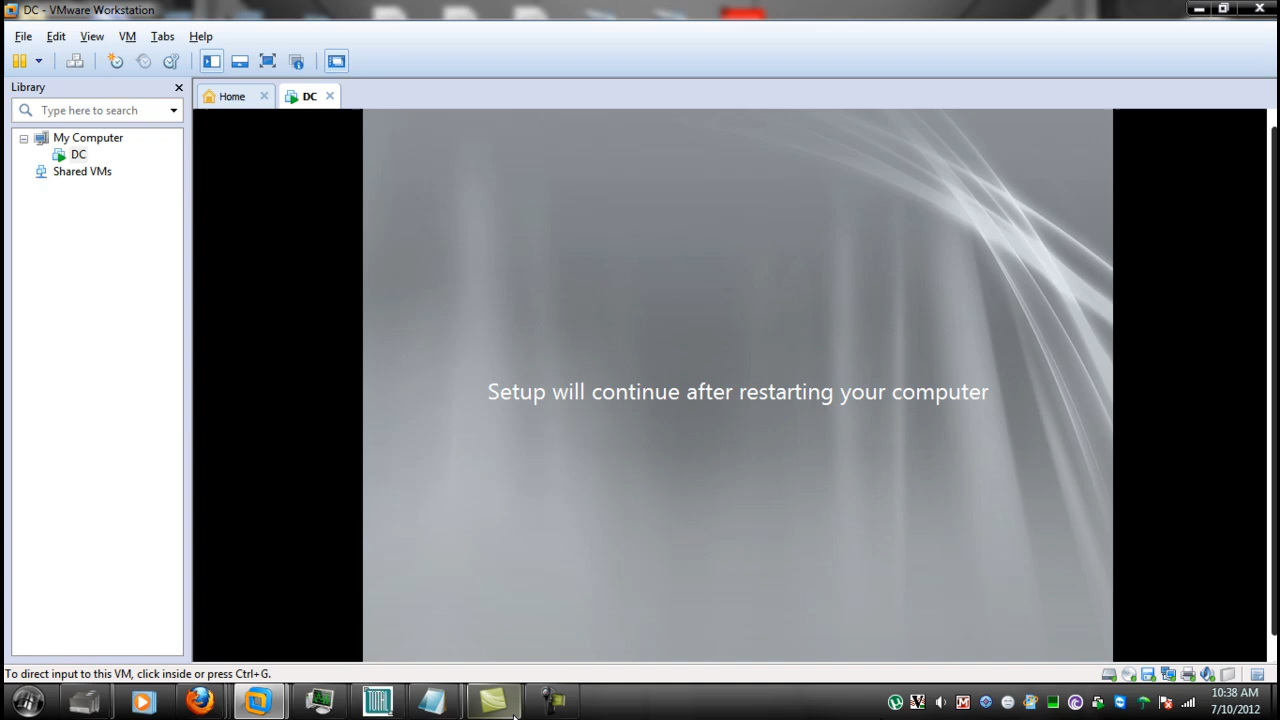 DC - VMware Workstation
File Edit View VM Tabs Help
Library
Type here to search
Home
DC
My Computer
DC
Shared VMs
Setup will continue after restarting your computer
To direct input to this VM, click inside or press Ctrl+G.
TOTAL
10:38 AM
7/10/2012